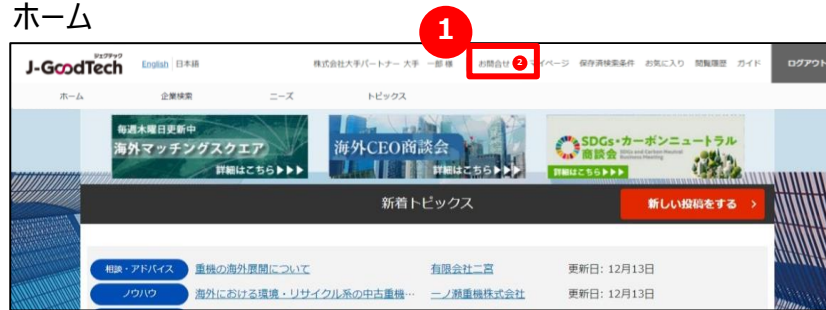 ホーム
1
ジェグテック
J-GoodTech
English 日本語
株式会社大手パートナー 大手 一郎 様
お問合せ 2 マイページ 保存済検索条件 お気に入り 閲覧履歴 ガイド ログアウト
ホーム 企業検索 ニーズ トピックス
毎週木曜日更新中
海外マッチングスクエア
詳細はこちら▶▶▶
海外CEO商談会
詳細はこちら▶▶▶
SDGs・カーボンニュートラル
商談会 SDGs and Carbon Neutral Business Meeting
詳細はこちら▶▶▶
新着トピックス
新しい投稿をする >
相談・アドバイス 重機の海外展開について 有限会社二宮 更新日: 12月13日
ノウハウ 海外における環境・リサイクル系の中古重機… 一ノ瀬重機株式会社 更新日: 12月13日